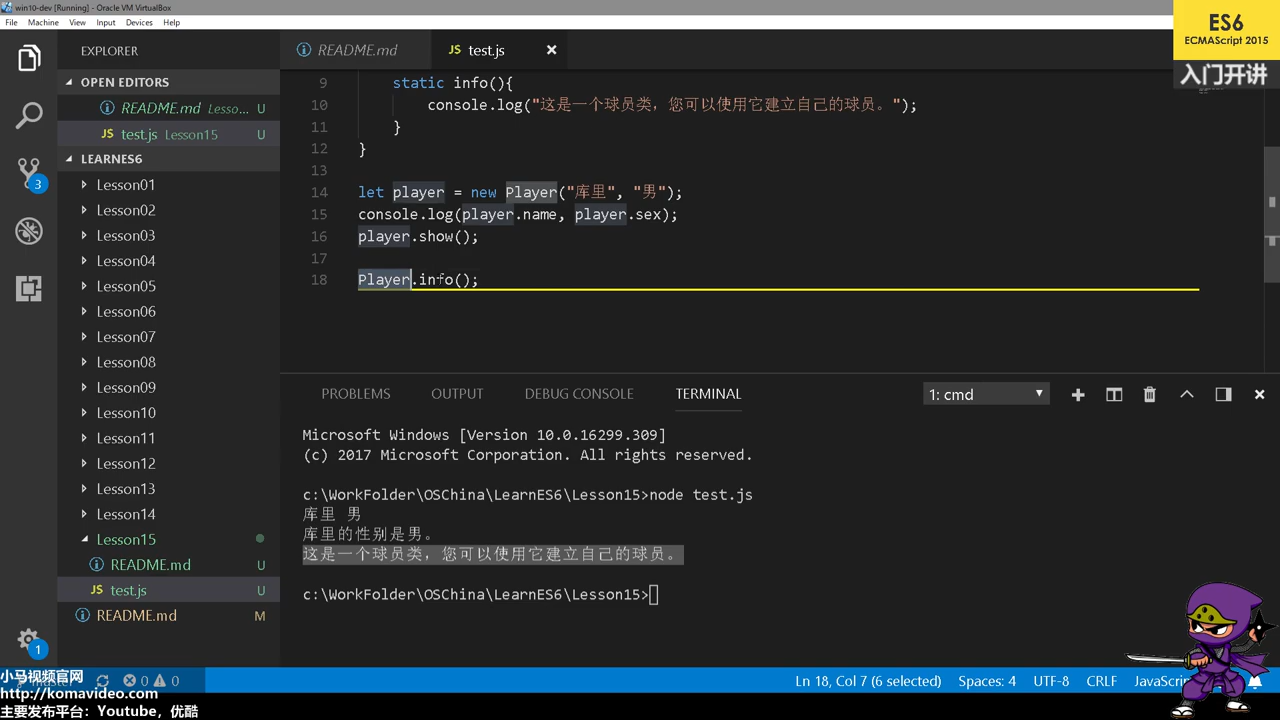 win10-dev [Running] - Oracle VM VirtualBox
File Machine View Input Devices Help
ES6
ECMAScript 2015
入门开讲
EXPLORER
README.md
JS test.js
OPEN EDITORS
README.md Lesso... U
JS test.js Lesson15 U
LEARNES6
3
Lesson01
Lesson02
Lesson03
Lesson04
Lesson05
Lesson06
Lesson07
Lesson08
Lesson09
Lesson10
Lesson11
Lesson12
Lesson13
Lesson14
Lesson15
README.md U
JS test.js U
README.md M
1
9 static info(){
10 console.log("这是一个球员类，您可以使用它建立自己的球员。");
11 }
12 }
13
14 let player = new Player("库里", "男");
15 console.log(player.name, player.sex);
16 player.show();
17
18 Player.info();
PROBLEMS OUTPUT DEBUG CONSOLE TERMINAL
1: cmd
Microsoft Windows [Version 10.0.16299.309]
(c) 2017 Microsoft Corporation. All rights reserved.
c:\WorkFolder\OSChina\LearnES6\Lesson15>node test.js
库里 男
库里的性别是男。
这是一个球员类，您可以使用它建立自己的球员。
c:\WorkFolder\OSChina\LearnES6\Lesson15>
0 0
Ln 18, Col 7 (6 selected) Spaces: 4 UTF-8 CRLF
小马视频官网
http://komavideo.com
主要发布平台：Youtube，优酷